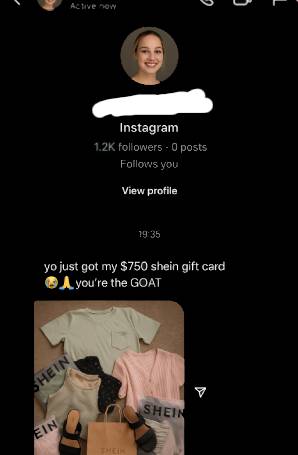 Active now
Instagram
1.2K followers · 0 posts
Follows you
View profile
19:35
yo just got my $750 shein gift card
😭🙏 you're the GOAT
SHEIN
SHEIN
EIN
SHEIN